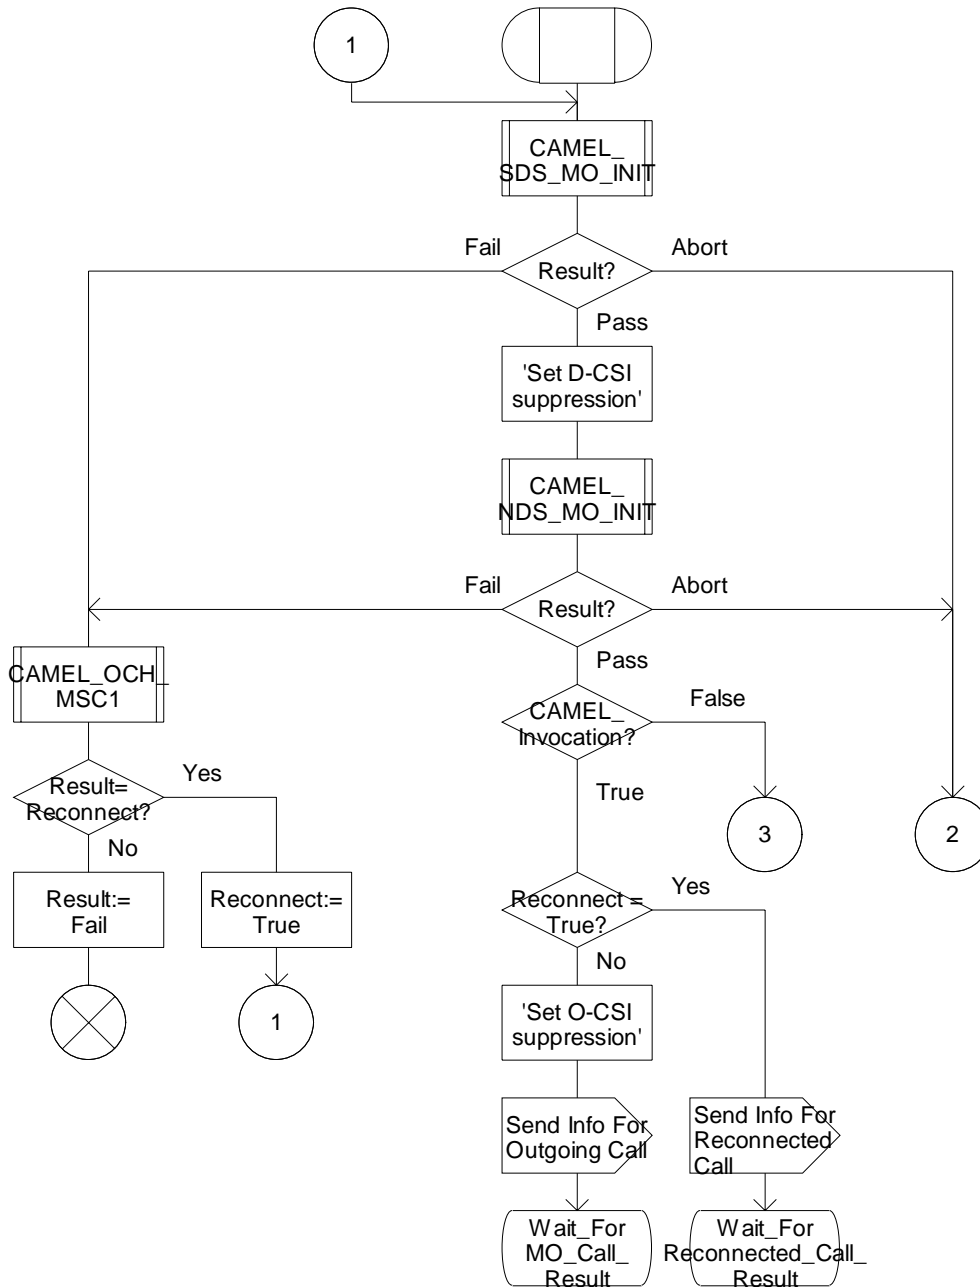 1
CAMEL_
SDS_MO_INIT
Fail
Abort
Result?
Pass
'Set D-CSI
suppression'
CAMEL_
NDS_MO_INIT
Fail
Abort
Result?
Pass
CAMEL_OCH_
MSC1
CAMEL_
Invocation?
False
Result=
Reconnect?
Yes
True
3
2
No
Result:=
Fail
Reconnect:=
True
Reconnect =
True?
Yes
No
1
'Set O-CSI
suppression'
Send Info For
Outgoing Call
Send Info For
Reconnected
Call
Wait_For
MO_Call_
Result
Wait_For
Reconnected_Call_
Result